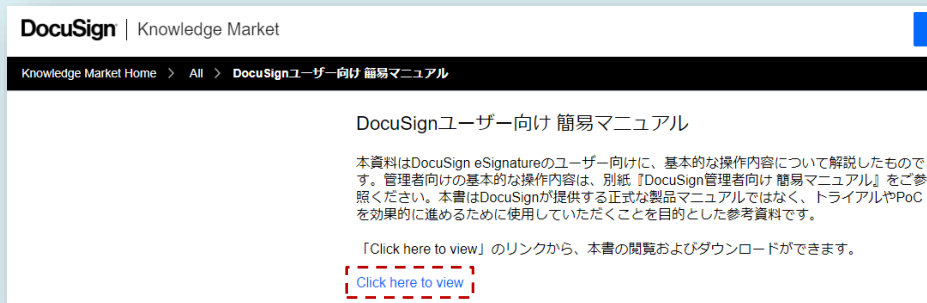 DocuSign | Knowledge Market
Knowledge Market Home > All > DocuSignユーザー向け 簡易マニュアル
DocuSignユーザー向け 簡易マニュアル
本資料はDocuSign eSignatureのユーザー向けに、基本的な操作内容について解説したもので
す。管理者向けの基本的な操作内容は、別紙『DocuSign管理者向け 簡易マニュアル』をご参
照ください。本書はDocuSignが提供する正式な製品マニュアルではなく、トライアルやPoC
を効果的に進めるために使用していただくことを目的とした参考資料です。
「Click here to view」のリンクから、本書の閲覧およびダウンロードができます。
Click here to view